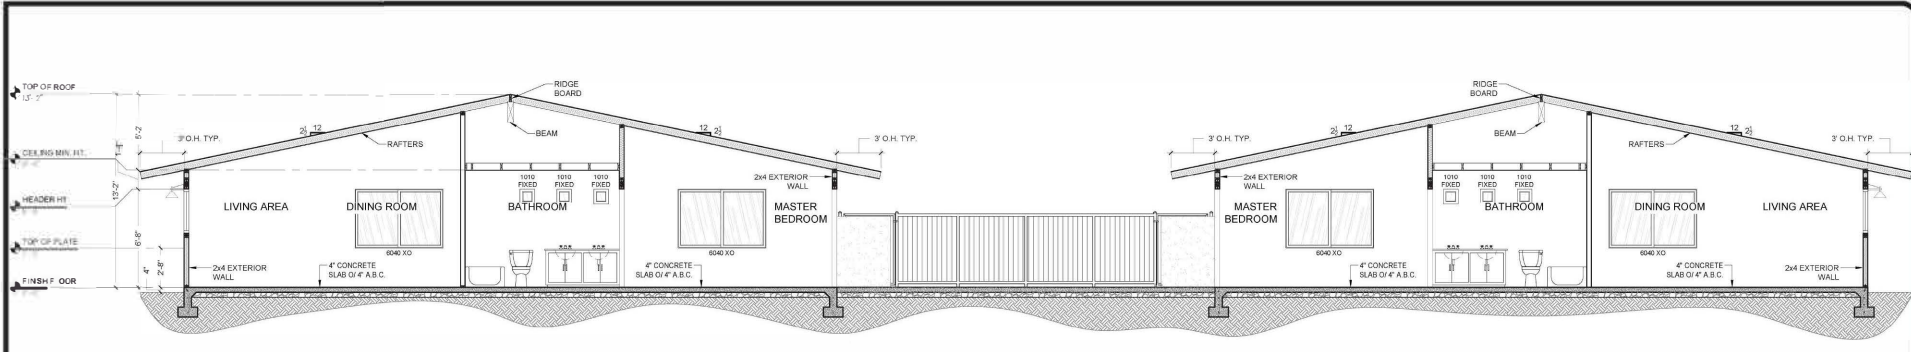 TOP OF ROOF
CEILING MIN. HT.
HEADER HT
TOP OF PLATE
FINSH F OOR
5'-2
13'-2"
6'-8"
2'-8"
4"
3' O.H. TYP.
2½
12
RAFTERS
RIDGE
BOARD
BEAM
12
2½
3' O.H. TYP.
LIVING AREA
DINING ROOM
6040 XO
1010
FIXED
1010
FIXED
1010
FIXED
BATHROOM
2x4 EXTERIOR
WALL
MASTER
BEDROOM
6040 XO
2x4 EXTERIOR
WALL
4" CONCRETE
SLAB O/ 4" A.B.C.
4" CONCRETE
SLAB O/ 4" A.B.C.
3' O.H. TYP.
2½
12
RIDGE
BOARD
BEAM
RAFTERS
12
2½
3' O.H. TYP.
2x4 EXTERIOR
WALL
MASTER
BEDROOM
6040 XO
1010
FIXED
1010
FIXED
1010
FIXED
BATHROOM
DINING ROOM
6040 XO
LIVING AREA
4" CONCRETE
SLAB O/ 4" A.B.C.
4" CONCRETE
SLAB O/ 4" A.B.C.
2x4 EXTERIOR
WALL